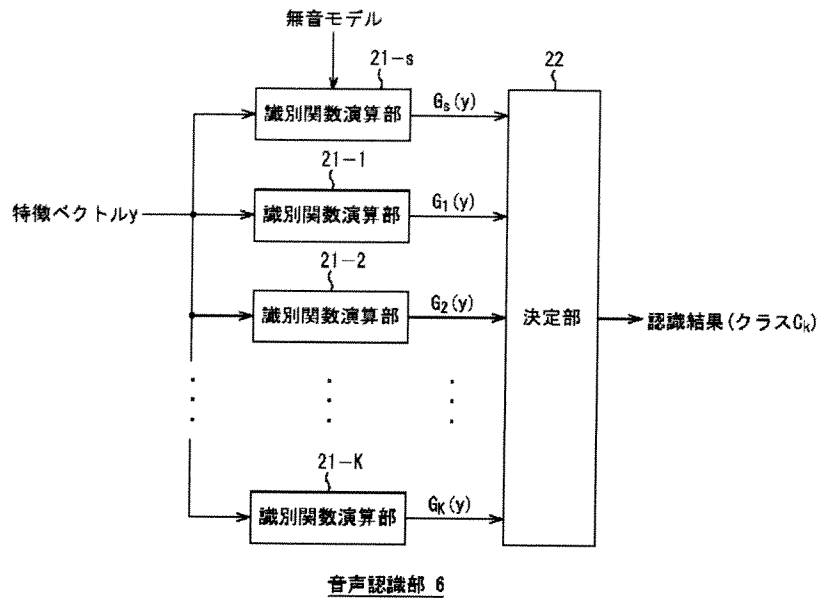 無音モデル
21-s
22
識別関数演算部
Gs(y)
21-1
特徴ベクトルy
識別関数演算部
G1(y)
21-2
識別関数演算部
G2(y)
決定部
認識結果(クラスCk)
21-K
識別関数演算部
GK(y)
音声認識部 6